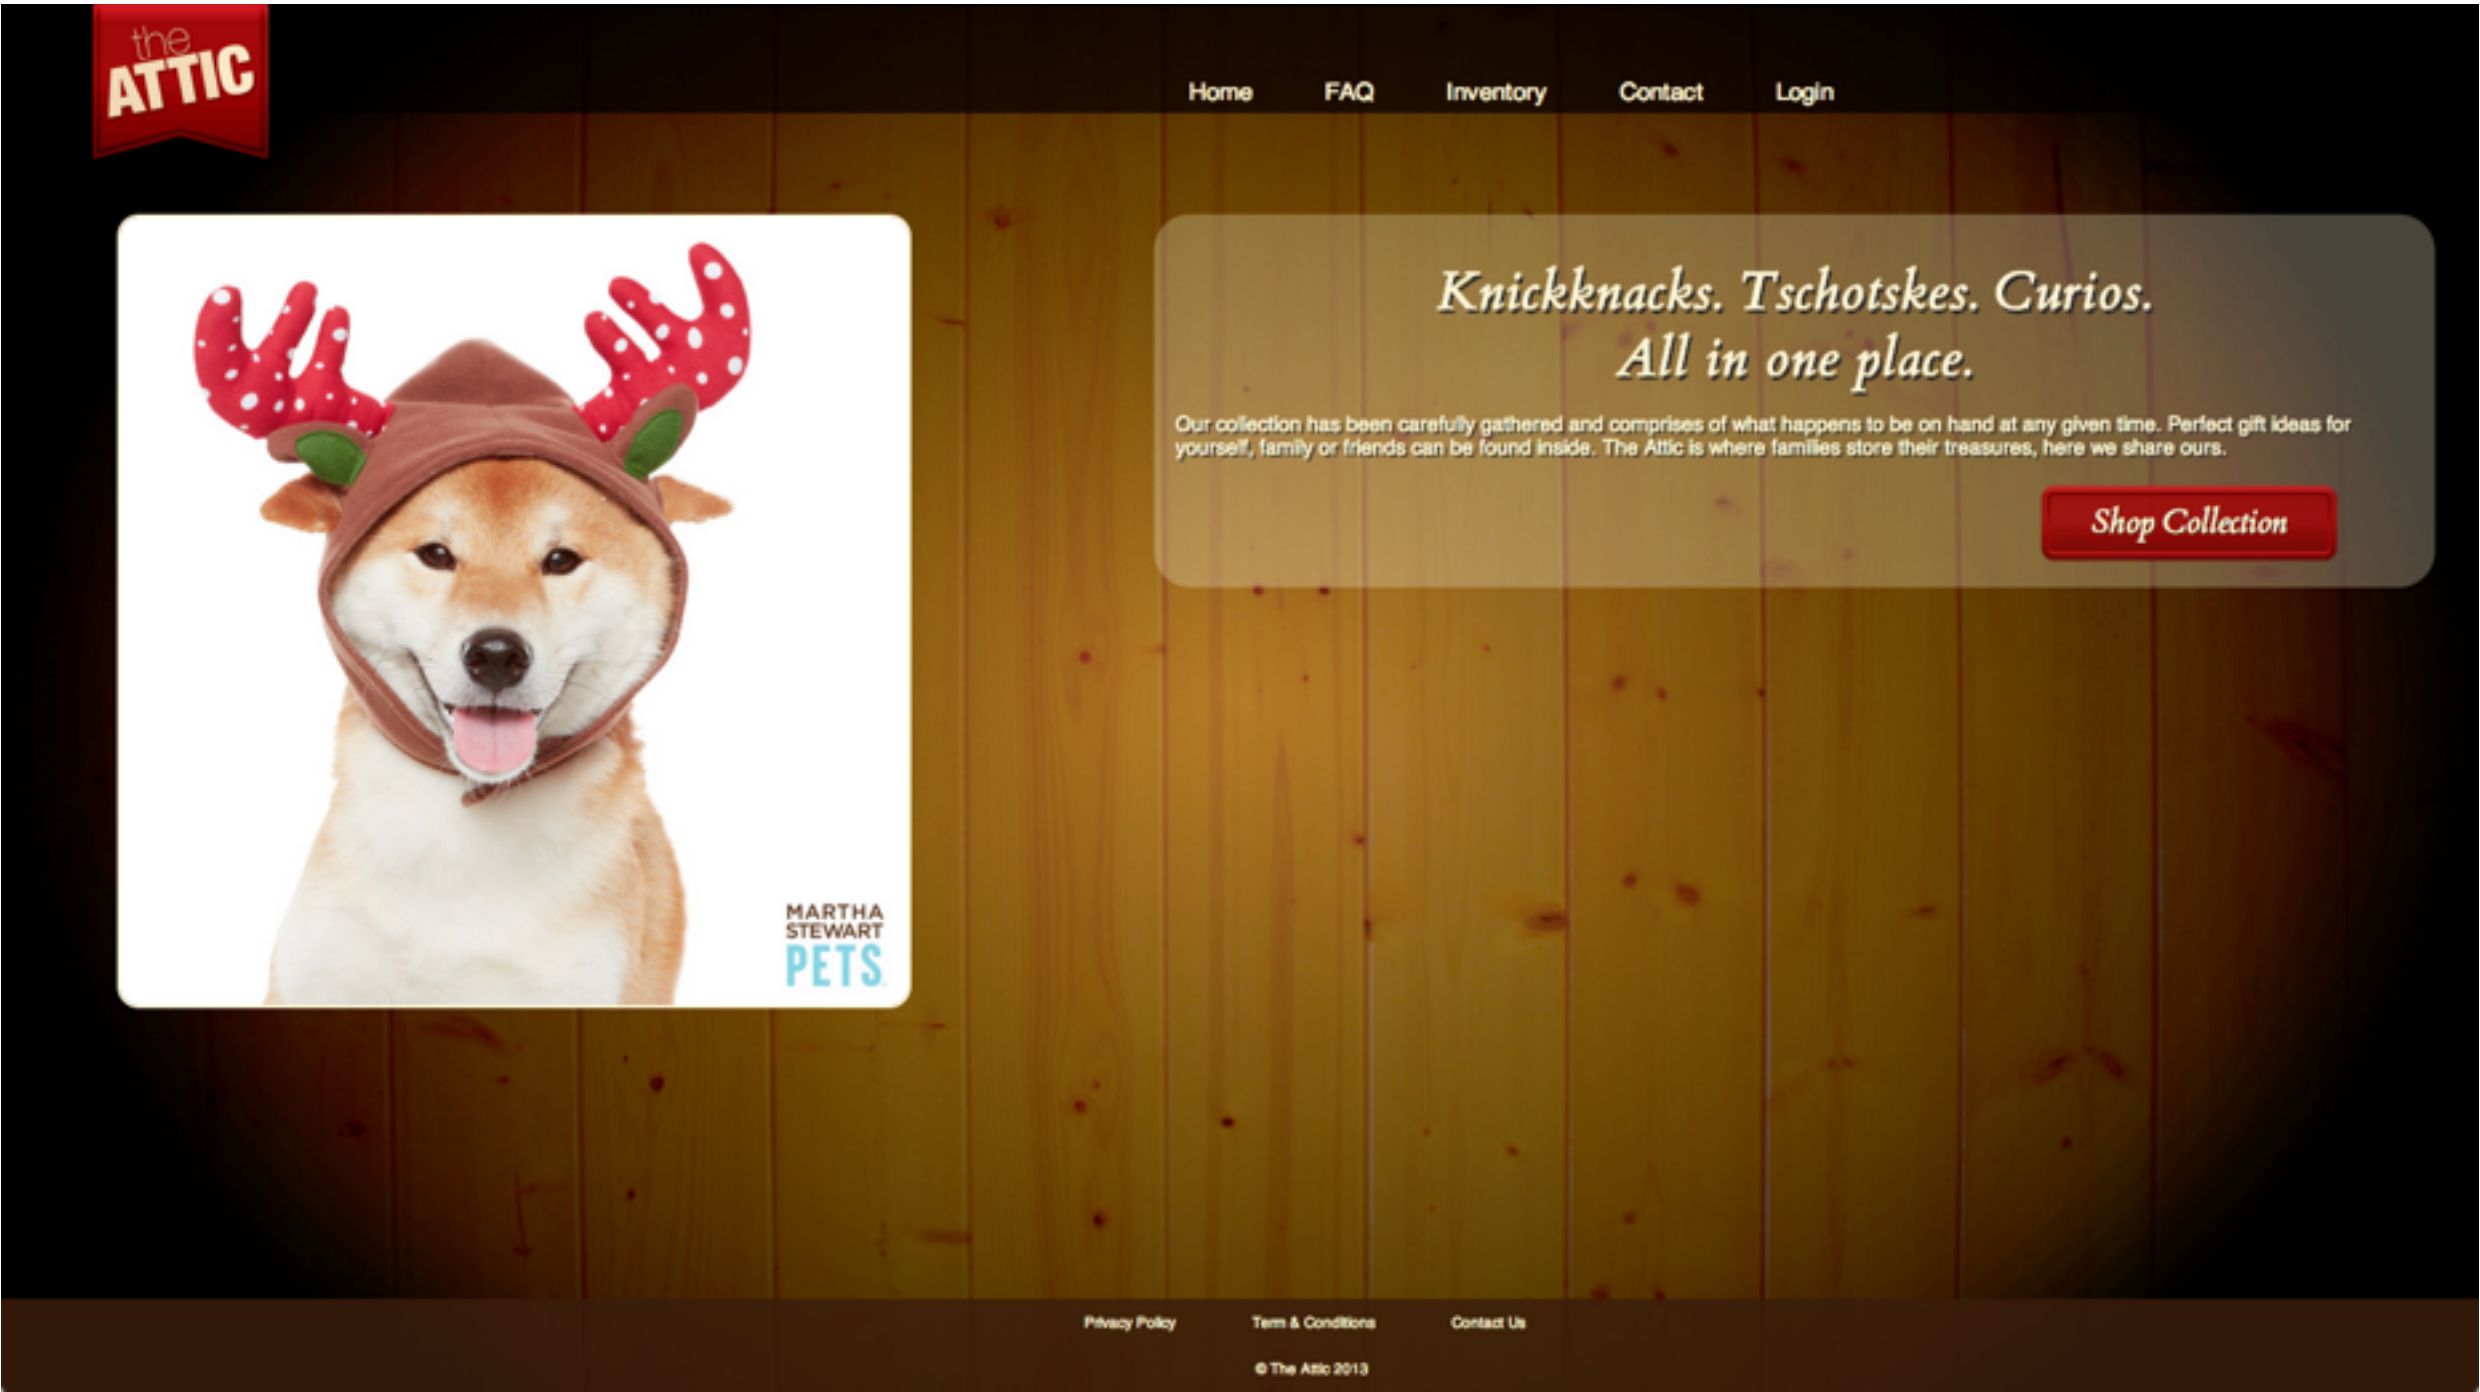 the
ATTIC
Home FAQ Inventory Contact Login
Knickknacks. Tschotskes. Curios.
All in one place.
Our collection has been carefully gathered and comprises of what happens to be on hand at any given time. Perfect gift ideas for
yourself, family or friends can be found inside. The Attic is where families store their treasures, here we share ours.
Shop Collection
MARTHA
STEWART
PETS
Privacy Policy Term & Conditions Contact Us
© The Attic 2013